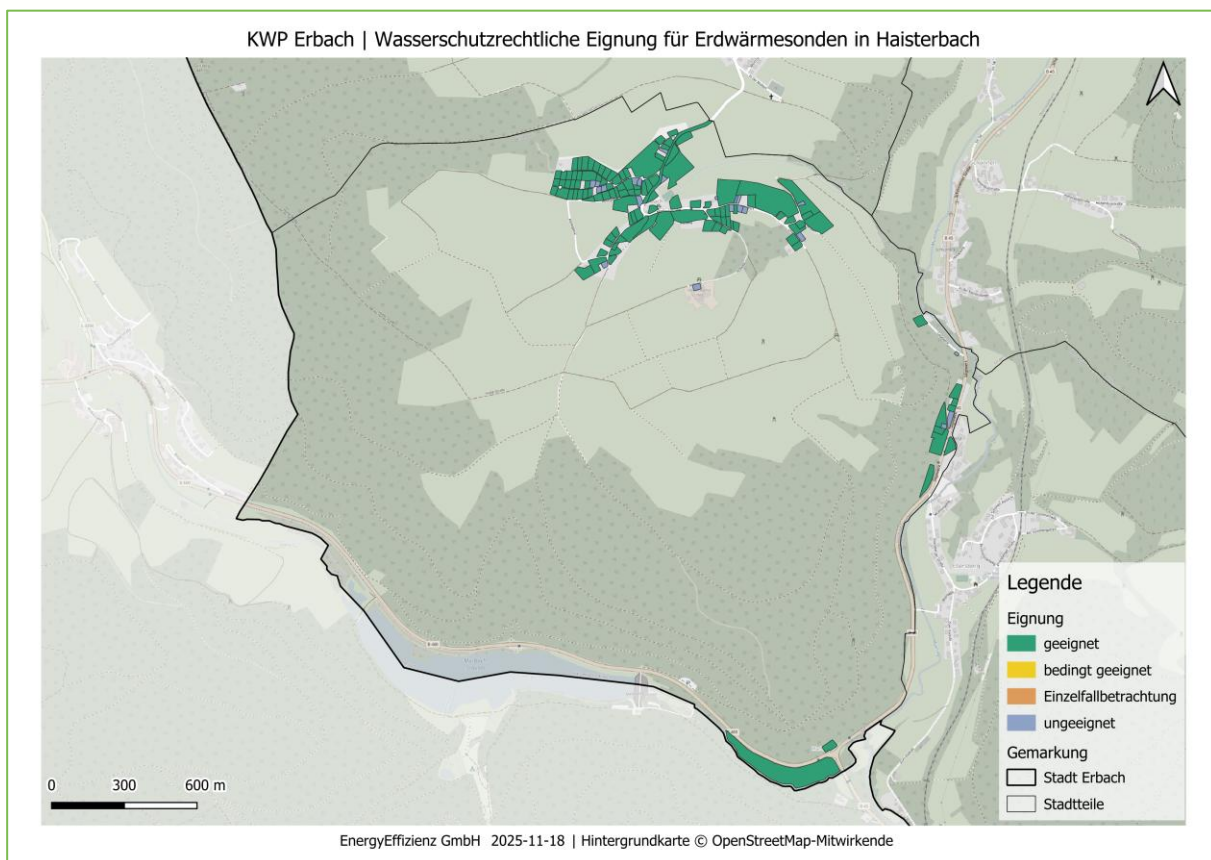 KWP Erbach | Wasserschutzrechtliche Eignung für Erdwärmesonden in Haisterbach
Legende
Eignung
geeignet
bedingt geeignet
Einzelfallbetrachtung
ungeeignet
Gemarkung
Stadt Erbach
Stadtteile
0 300 600 m
EnergyEffizienz GmbH 2025-11-18 | Hintergrundkarte © OpenStreetMap-Mitwirkende